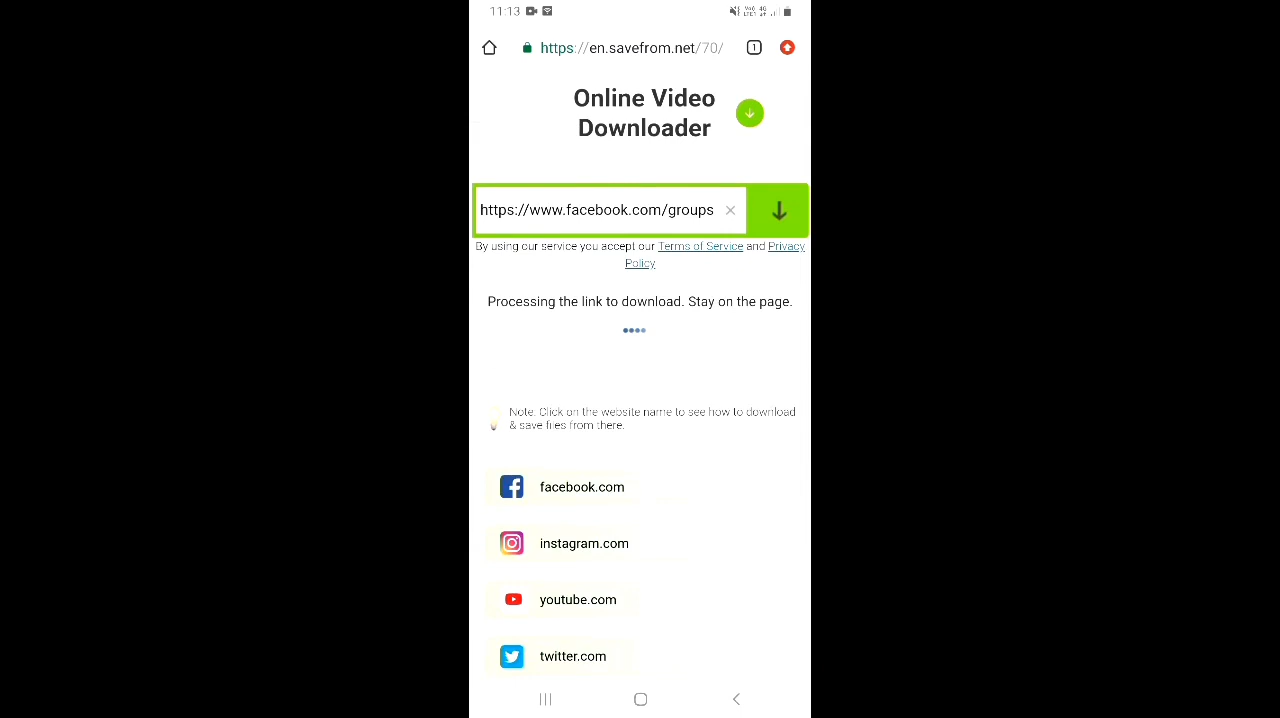 11:13
https://en.savefrom.net/70/
1
Online Video
Downloader
https://www.facebook.com/groups
By using our service you accept our Terms of Service and Privacy
Policy
Processing the link to download. Stay on the page.
Note: Click on the website name to see how to download
& save files from there.
facebook.com
instagram.com
youtube.com
twitter.com